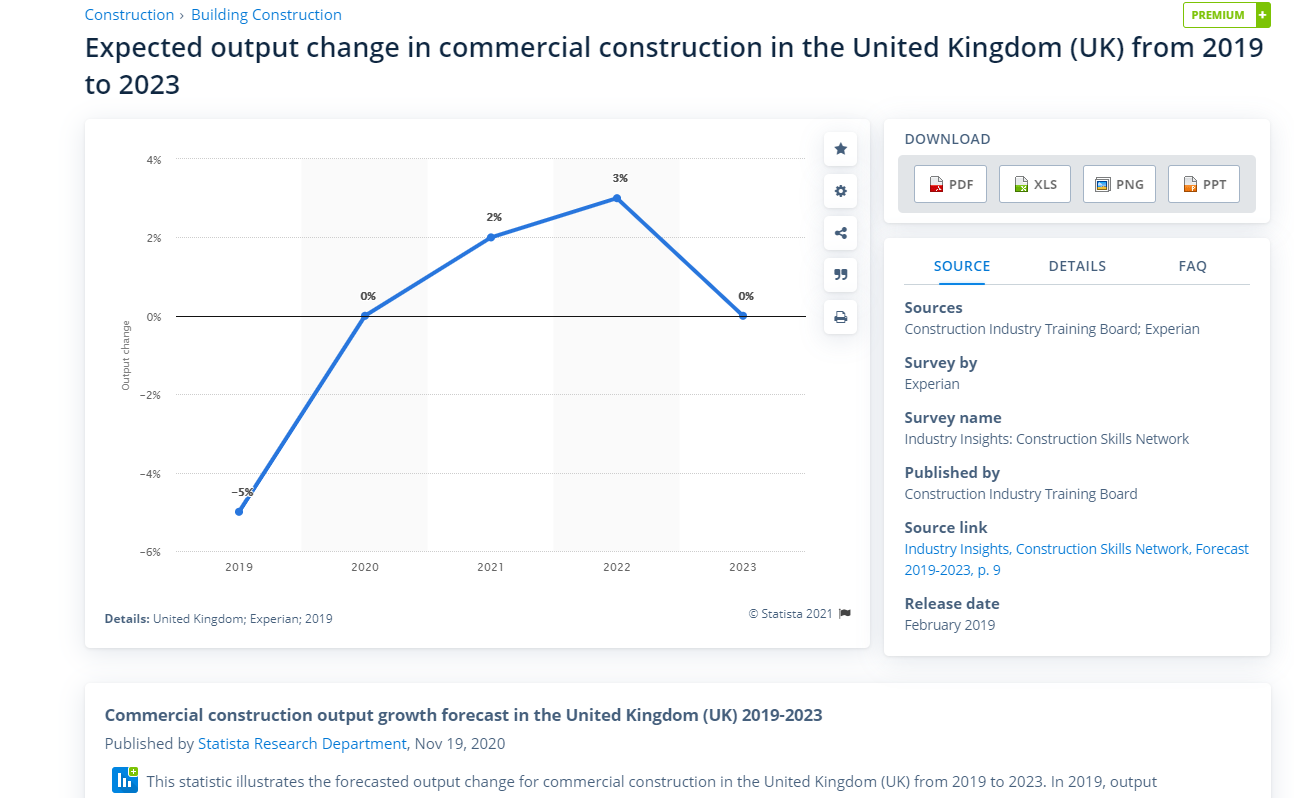 Construction › Building Construction
PREMIUM +
Expected output change in commercial construction in the United Kingdom (UK) from 2019
to 2023
4%
2%
0%
−2%
−4%
−6%
Output change
−5%
0%
2%
3%
0%
2019 2020 2021 2022 2023
Details: United Kingdom; Experian; 2019
© Statista 2021
DOWNLOAD
PDF XLS PNG PPT
SOURCE DETAILS FAQ
Sources
Construction Industry Training Board; Experian
Survey by
Experian
Survey name
Industry Insights: Construction Skills Network
Published by
Construction Industry Training Board
Source link
Industry Insights, Construction Skills Network, Forecast
2019-2023, p. 9
Release date
February 2019
Commercial construction output growth forecast in the United Kingdom (UK) 2019-2023
Published by Statista Research Department, Nov 19, 2020
This statistic illustrates the forecasted output change for commercial construction in the United Kingdom (UK) from 2019 to 2023. In 2019, output